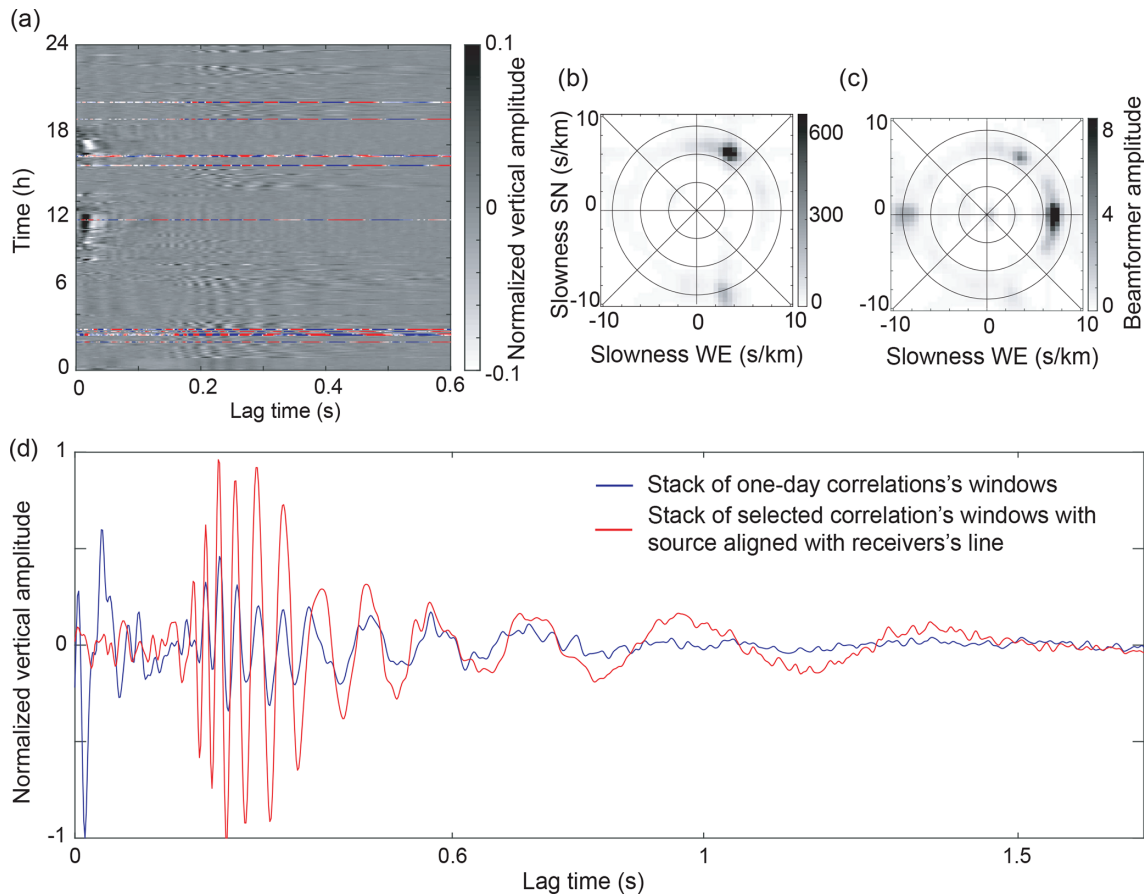 (a)
24
18
12
6
0
Time (h)
0
0.2
0.4
0.6
Lag time (s)
0.1
0
-0.1
Normalized vertical amplitude
(b)
10
0
-10
Slowness SN (s/km)
-10
0
10
Slowness WE (s/km)
600
300
0
(c)
10
0
-10
-10
0
10
Slowness WE (s/km)
8
4
0
Beamformer amplitude
(d)
1
0
-1
Normalized vertical amplitude
Stack of one-day correlations's windows
Stack of selected correlation's windows with
source aligned with receivers's line
0
0.6
1
1.5
Lag time (s)